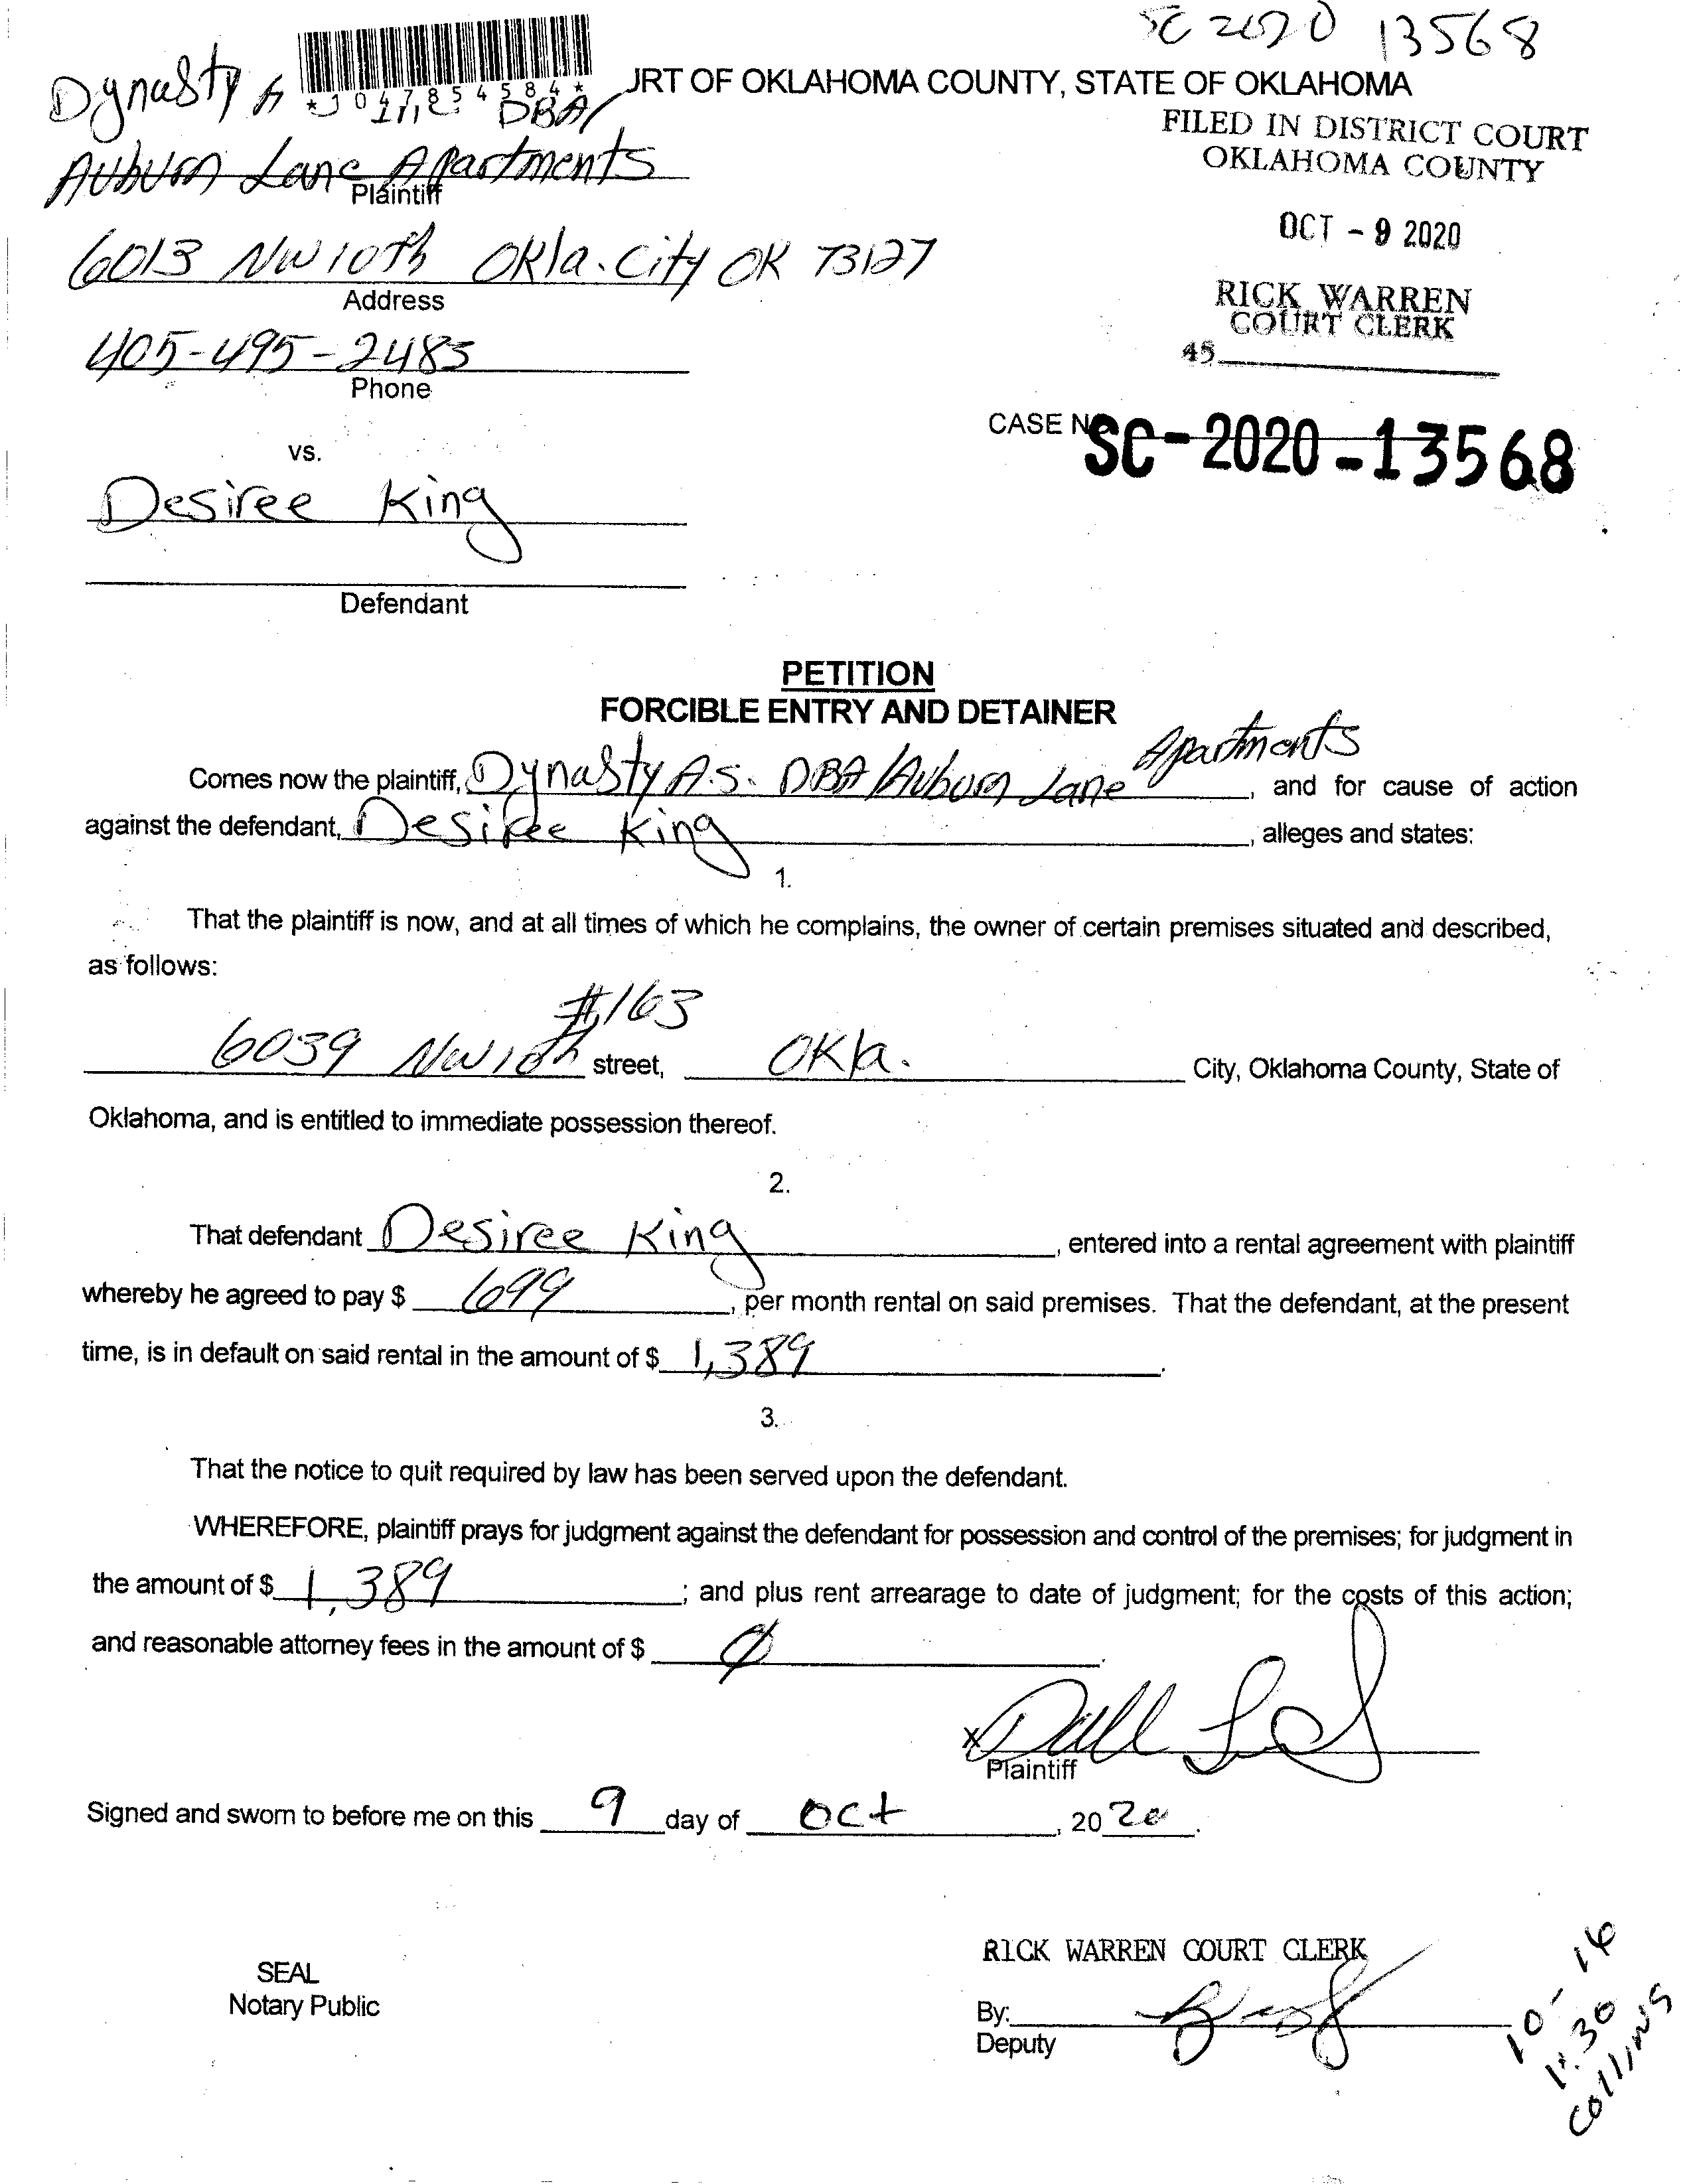 SC 2020 13568
Dynasty A
*J047854584*
Inc DBA/
JRT OF OKLAHOMA COUNTY, STATE OF OKLAHOMA
FILED IN DISTRICT COURT
OKLAHOMA COUNTY
Auburn Lane Apartments
Plaintiff
OCT - 9 2020
6013 NW 10th Okla. City OK 73127
Address
RICK WARREN
COURT CLERK
45
405-495-2485
Phone
CASE NO. SC-2020-13568
vs.
Desiree King
Defendant
PETITION
FORCIBLE ENTRY AND DETAINER
Comes now the plaintiff, Dynasty A.S. DBA/Auburn Lane Apartments, and for cause of action
against the defendant, Desiree King, alleges and states:
1.
That the plaintiff is now, and at all times of which he complains, the owner of certain premises situated and described,
as follows:
#163
6039 NW 10th street, Okla. City, Oklahoma County, State of
Oklahoma, and is entitled to immediate possession thereof.
2.
That defendant Desiree King, entered into a rental agreement with plaintiff
whereby he agreed to pay $ 699, per month rental on said premises. That the defendant, at the present
time, is in default on said rental in the amount of $ 1,389.
3.
That the notice to quit required by law has been served upon the defendant.
WHEREFORE, plaintiff prays for judgment against the defendant for possession and control of the premises; for judgment in
the amount of $ 1,389; and plus rent arrearage to date of judgment; for the costs of this action;
and reasonable attorney fees in the amount of $ Ø.
X
Plaintiff
Signed and sworn to before me on this 9 day of Oct, 2020.
RICK WARREN COURT CLERK
SEAL
Notary Public
By:
Deputy
10-16
1:30
Collins